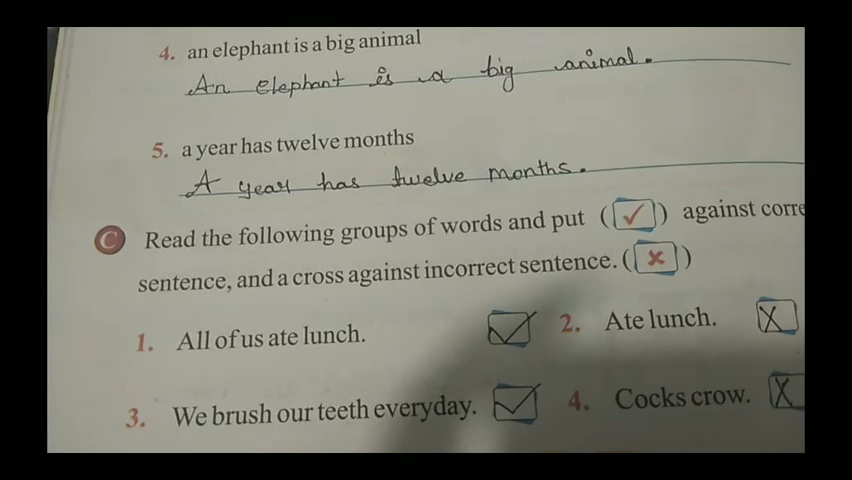 4. an elephant is a big animal
An elephant is a big animal.
5. a year has twelve months
A year has twelve months.
C Read the following groups of words and put (✓) against corre
sentence, and a cross against incorrect sentence. (✗)
1. All of us ate lunch. ✓ 2. Ate lunch. X
3. We brush our teeth everyday. ✓ 4. Cocks crow. X